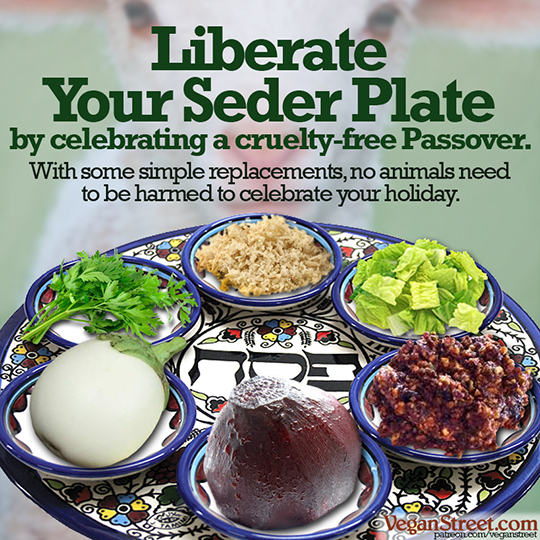 Liberate
Your Seder Plate
by celebrating a cruelty-free Passover.
With some simple replacements, no animals need
to be harmed to celebrate your holiday.
פסח
VeganStreet.com
patreon.com/veganstreet